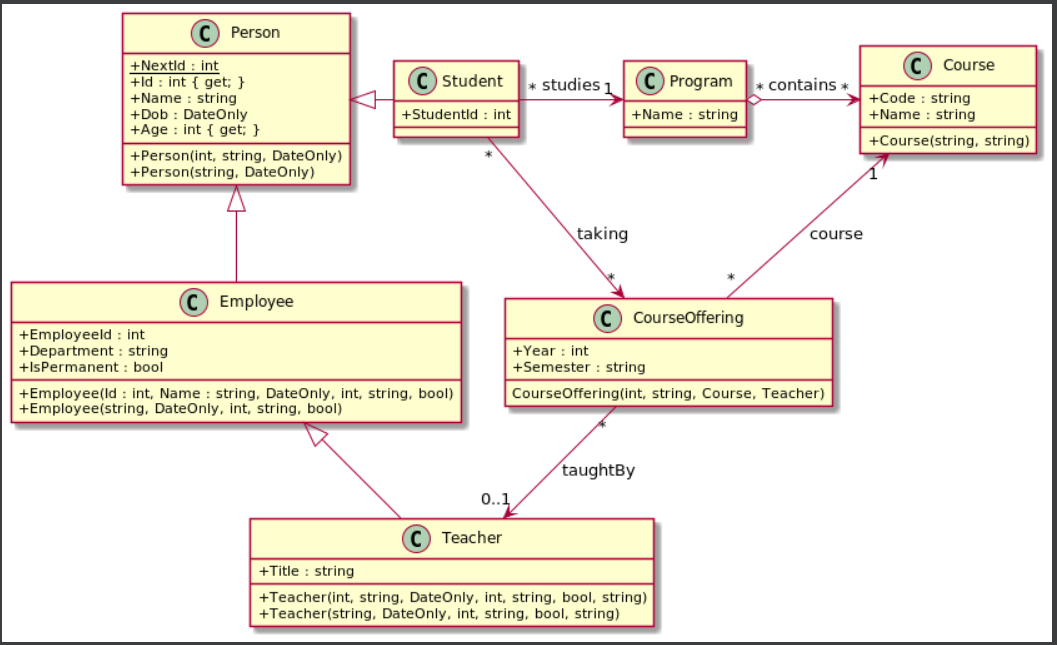 C Person
+NextId : int
+Id : int { get; }
+Name : string
+Dob : DateOnly
+Age : int { get; }
+Person(int, string, DateOnly)
+Person(string, DateOnly)
C Student
+StudentId : int
* studies 1
C Program
+Name : string
* contains *
C Course
+Code : string
+Name : string
+Course(string, string)
*
taking
*
1
course
*
C Employee
+EmployeeId : int
+Department : string
+IsPermanent : bool
+Employee(Id : int, Name : string, DateOnly, int, string, bool)
+Employee(string, DateOnly, int, string, bool)
C CourseOffering
+Year : int
+Semester : string
CourseOffering(int, string, Course, Teacher)
*
taughtBy
0..1
C Teacher
+Title : string
+Teacher(int, string, DateOnly, int, string, bool, string)
+Teacher(string, DateOnly, int, string, bool, string)